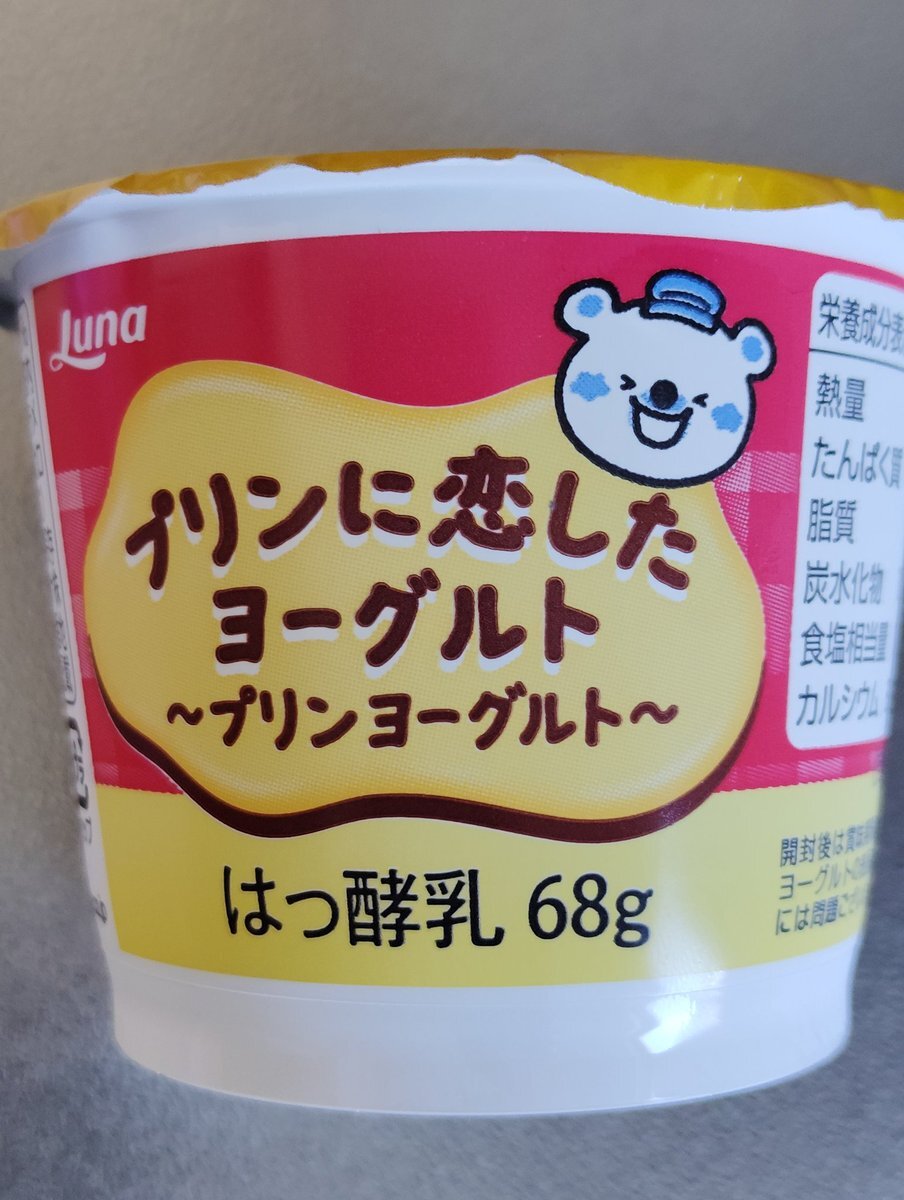 Luna
プリンに恋した
ヨーグルト
～プリンヨーグルト～
はっ酵乳 68g
栄養成分表
熱量
たんぱく質
脂質
炭水化物
食塩相当量
カルシウム
開封後は賞味
ヨーグルトの
には問題ござい